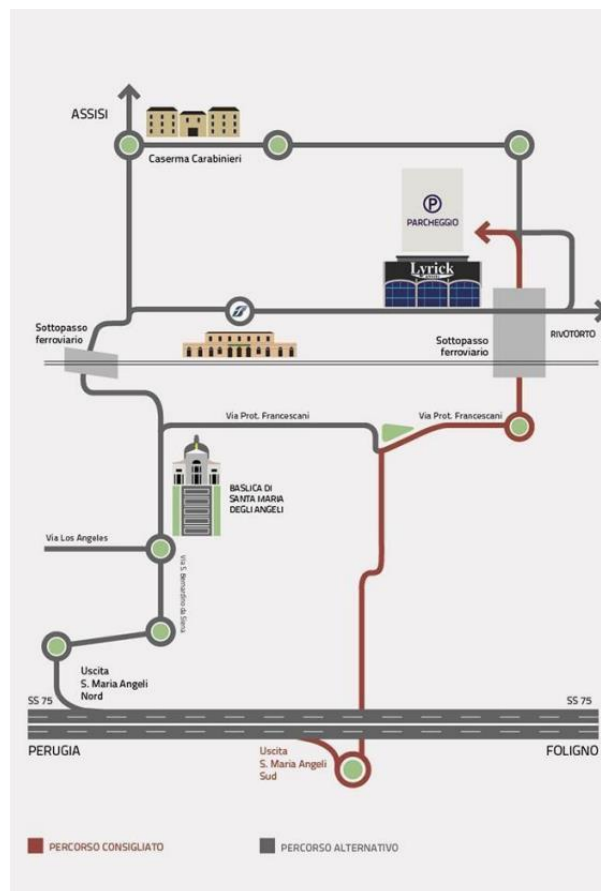 ASSISI
Caserma Carabinieri
P
PARCHEGGIO
Lyrick
Sottopasso
ferroviario
RIVOTORTO
Sottopasso
ferroviario
Via Prot. Francescani
Via Prot. Francescani
BASLICA DI
SANTA MARIA
DEGLI ANGELI
Via Los Angeles
Via S. Bernardino da Siena
Uscita
S. Maria Angeli
Nord
SS 75
SS 75
PERUGIA
FOLIGNO
Uscita
S. Maria Angeli
Sud
PERCORSO CONSIGLIATO
PERCORSO ALTERNATIVO